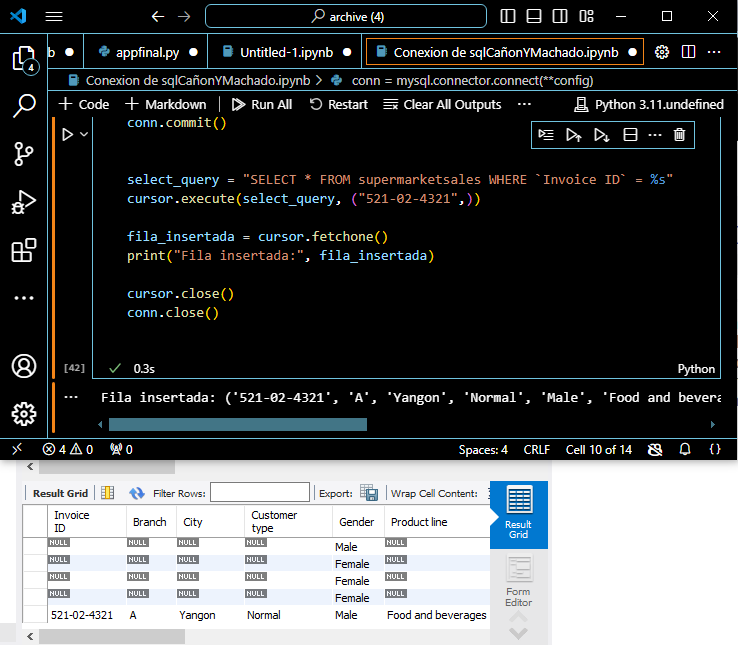 archive (4)
b
appfinal.py
Untitled-1.ipynb
Conexion de sqlCañonYMachado.ipynb
Conexion de sqlCañonYMachado.ipynb > conn = mysql.connector.connect(**config)
+ Code + Markdown Run All Restart Clear All Outputs ... Python 3.11.undefined
4
conn.commit()
select_query = "SELECT * FROM supermarketsales WHERE `Invoice ID` = %s"
cursor.execute(select_query, ("521-02-4321",))
fila_insertada = cursor.fetchone()
print("Fila insertada:", fila_insertada)
cursor.close()
conn.close()
[42] 0.3s Python
... Fila insertada: ('521-02-4321', 'A', 'Yangon', 'Normal', 'Male', 'Food and bevera
4 0 0 Spaces: 4 CRLF Cell 10 of 14 {}
Result Grid Filter Rows: Export: Wrap Cell Content:
Invoice ID Branch City Customer type Gender Product line
NULL NULL NULL NULL Male NULL
NULL NULL NULL NULL Female NULL
NULL NULL NULL NULL Female NULL
NULL NULL NULL NULL Female NULL
521-02-4321 A Yangon Normal Male Food and beverages
Result
Grid
Form
Editor